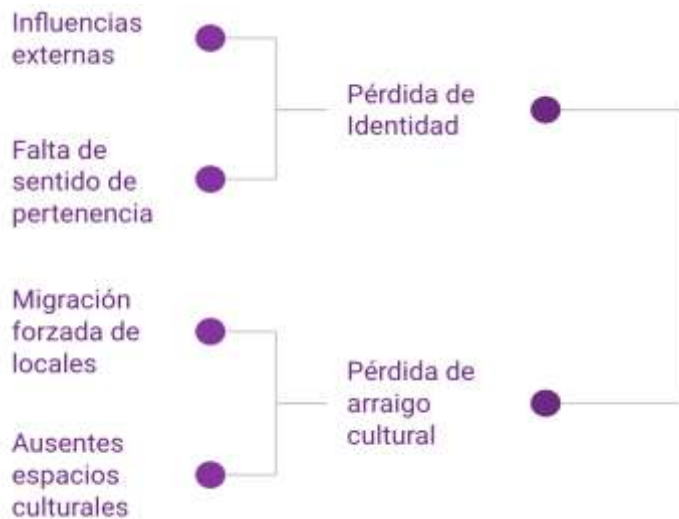 Influencias
externas
Falta de
sentido de
pertenencia
Pérdida de
Identidad
Migración
forzada de
locales
Ausentes
espacios
culturales
Pérdida de
arraigo
cultural